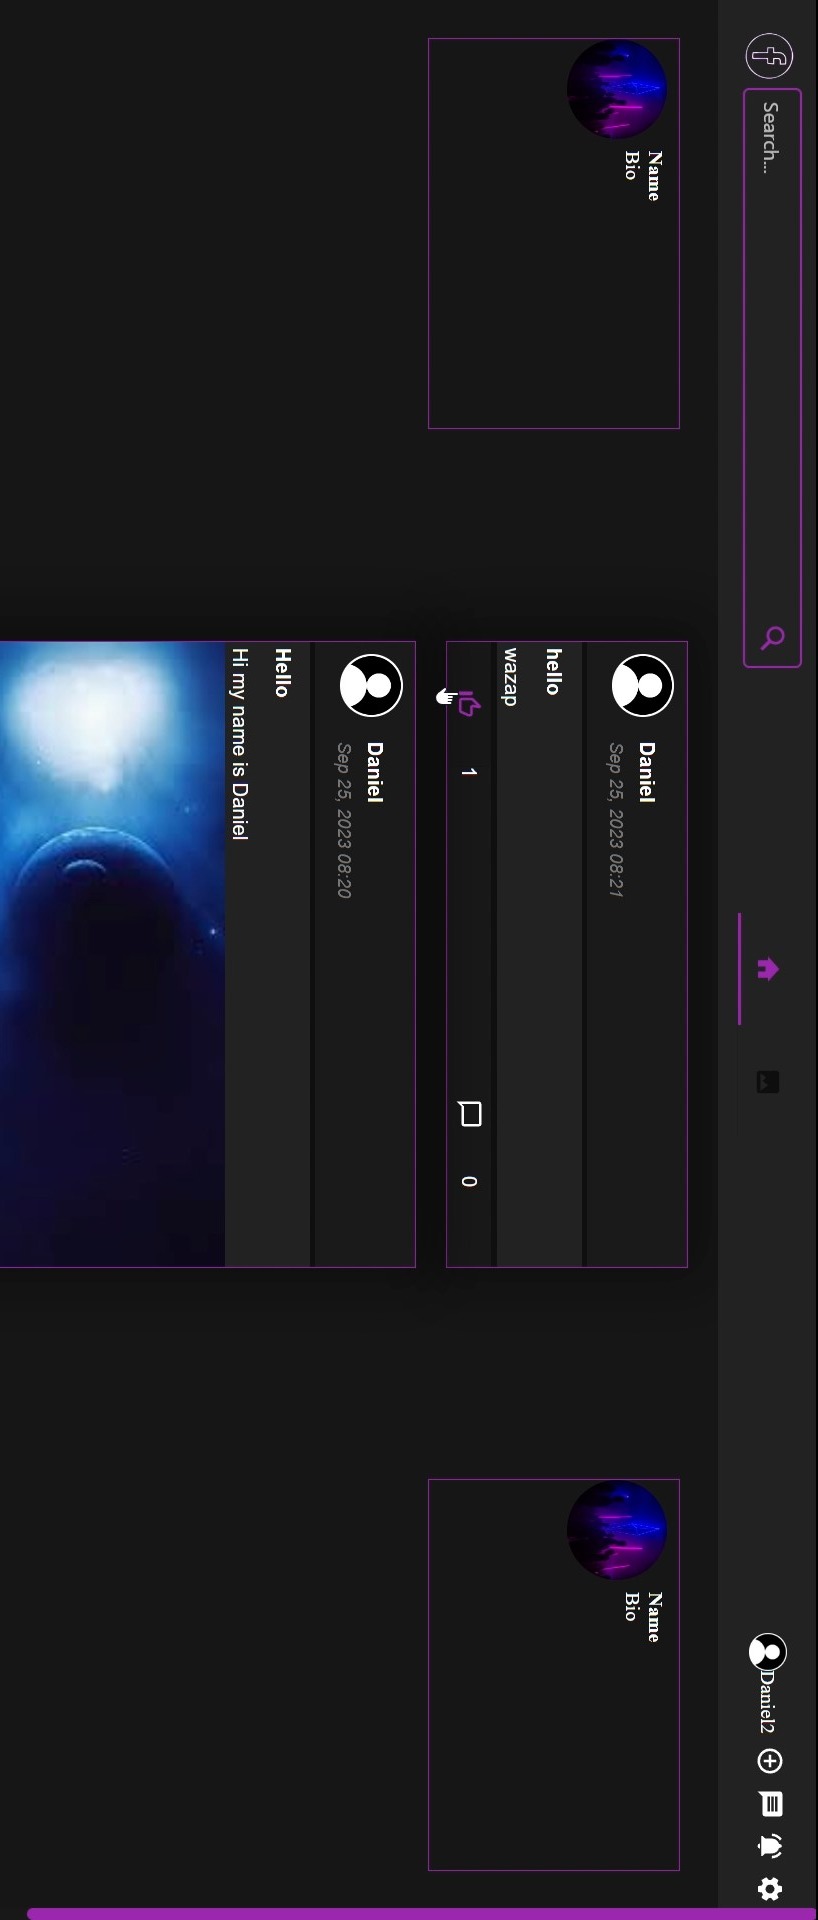 Search...
Daniel2
Name
Bio
Daniel
Sep 25, 2023 08:21
hello
wazap
1
0
Daniel
Sep 25, 2023 08:20
Hello
Hi my name is Daniel
Name
Bio